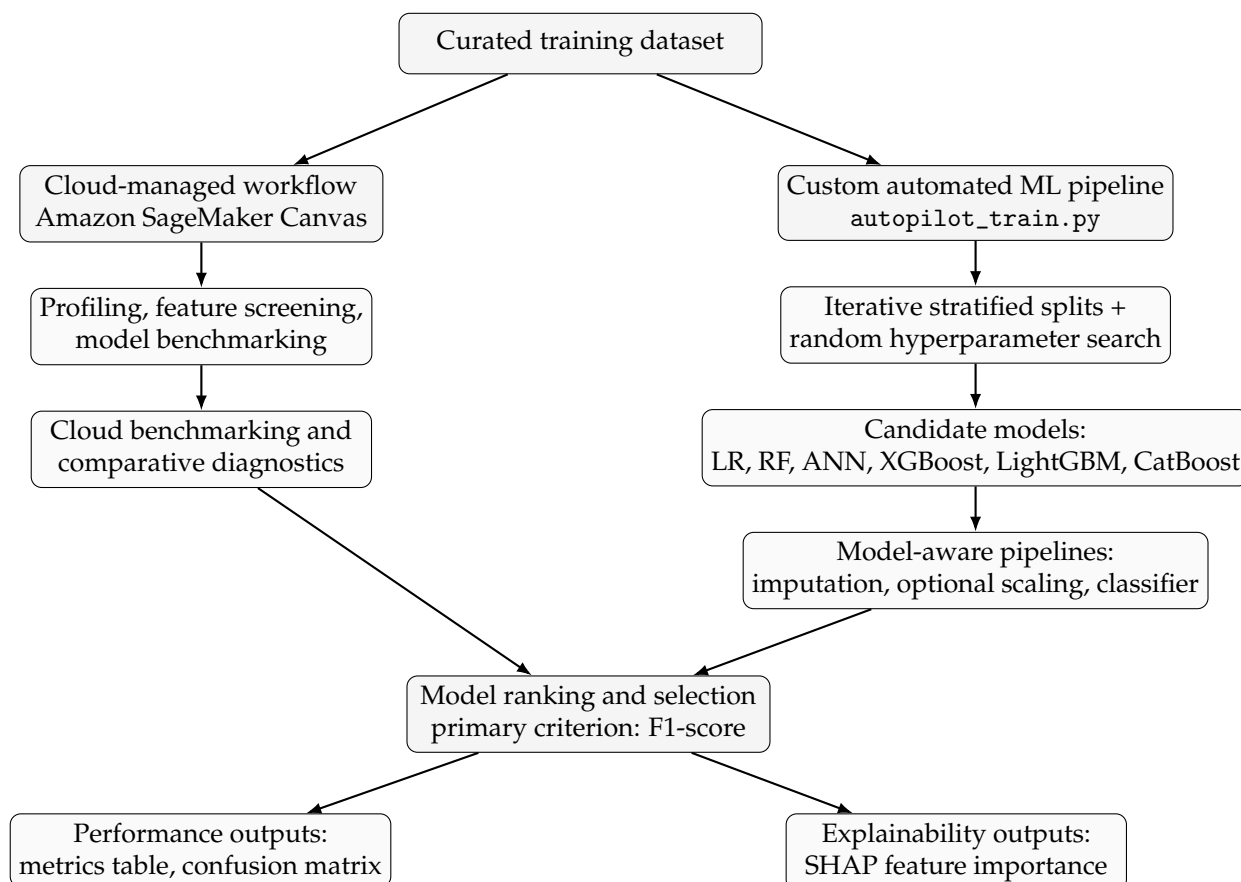 Curated training dataset
Cloud-managed workflow
Amazon SageMaker Canvas
Custom automated ML pipeline
autopilot_train.py
Profiling, feature screening,
model benchmarking
Iterative stratified splits +
random hyperparameter search
Cloud benchmarking and
comparative diagnostics
Candidate models:
LR, RF, ANN, XGBoost, LightGBM, CatBoost
Model-aware pipelines:
imputation, optional scaling, classifier
Model ranking and selection
primary criterion: F1-score
Performance outputs:
metrics table, confusion matrix
Explainability outputs:
SHAP feature importance